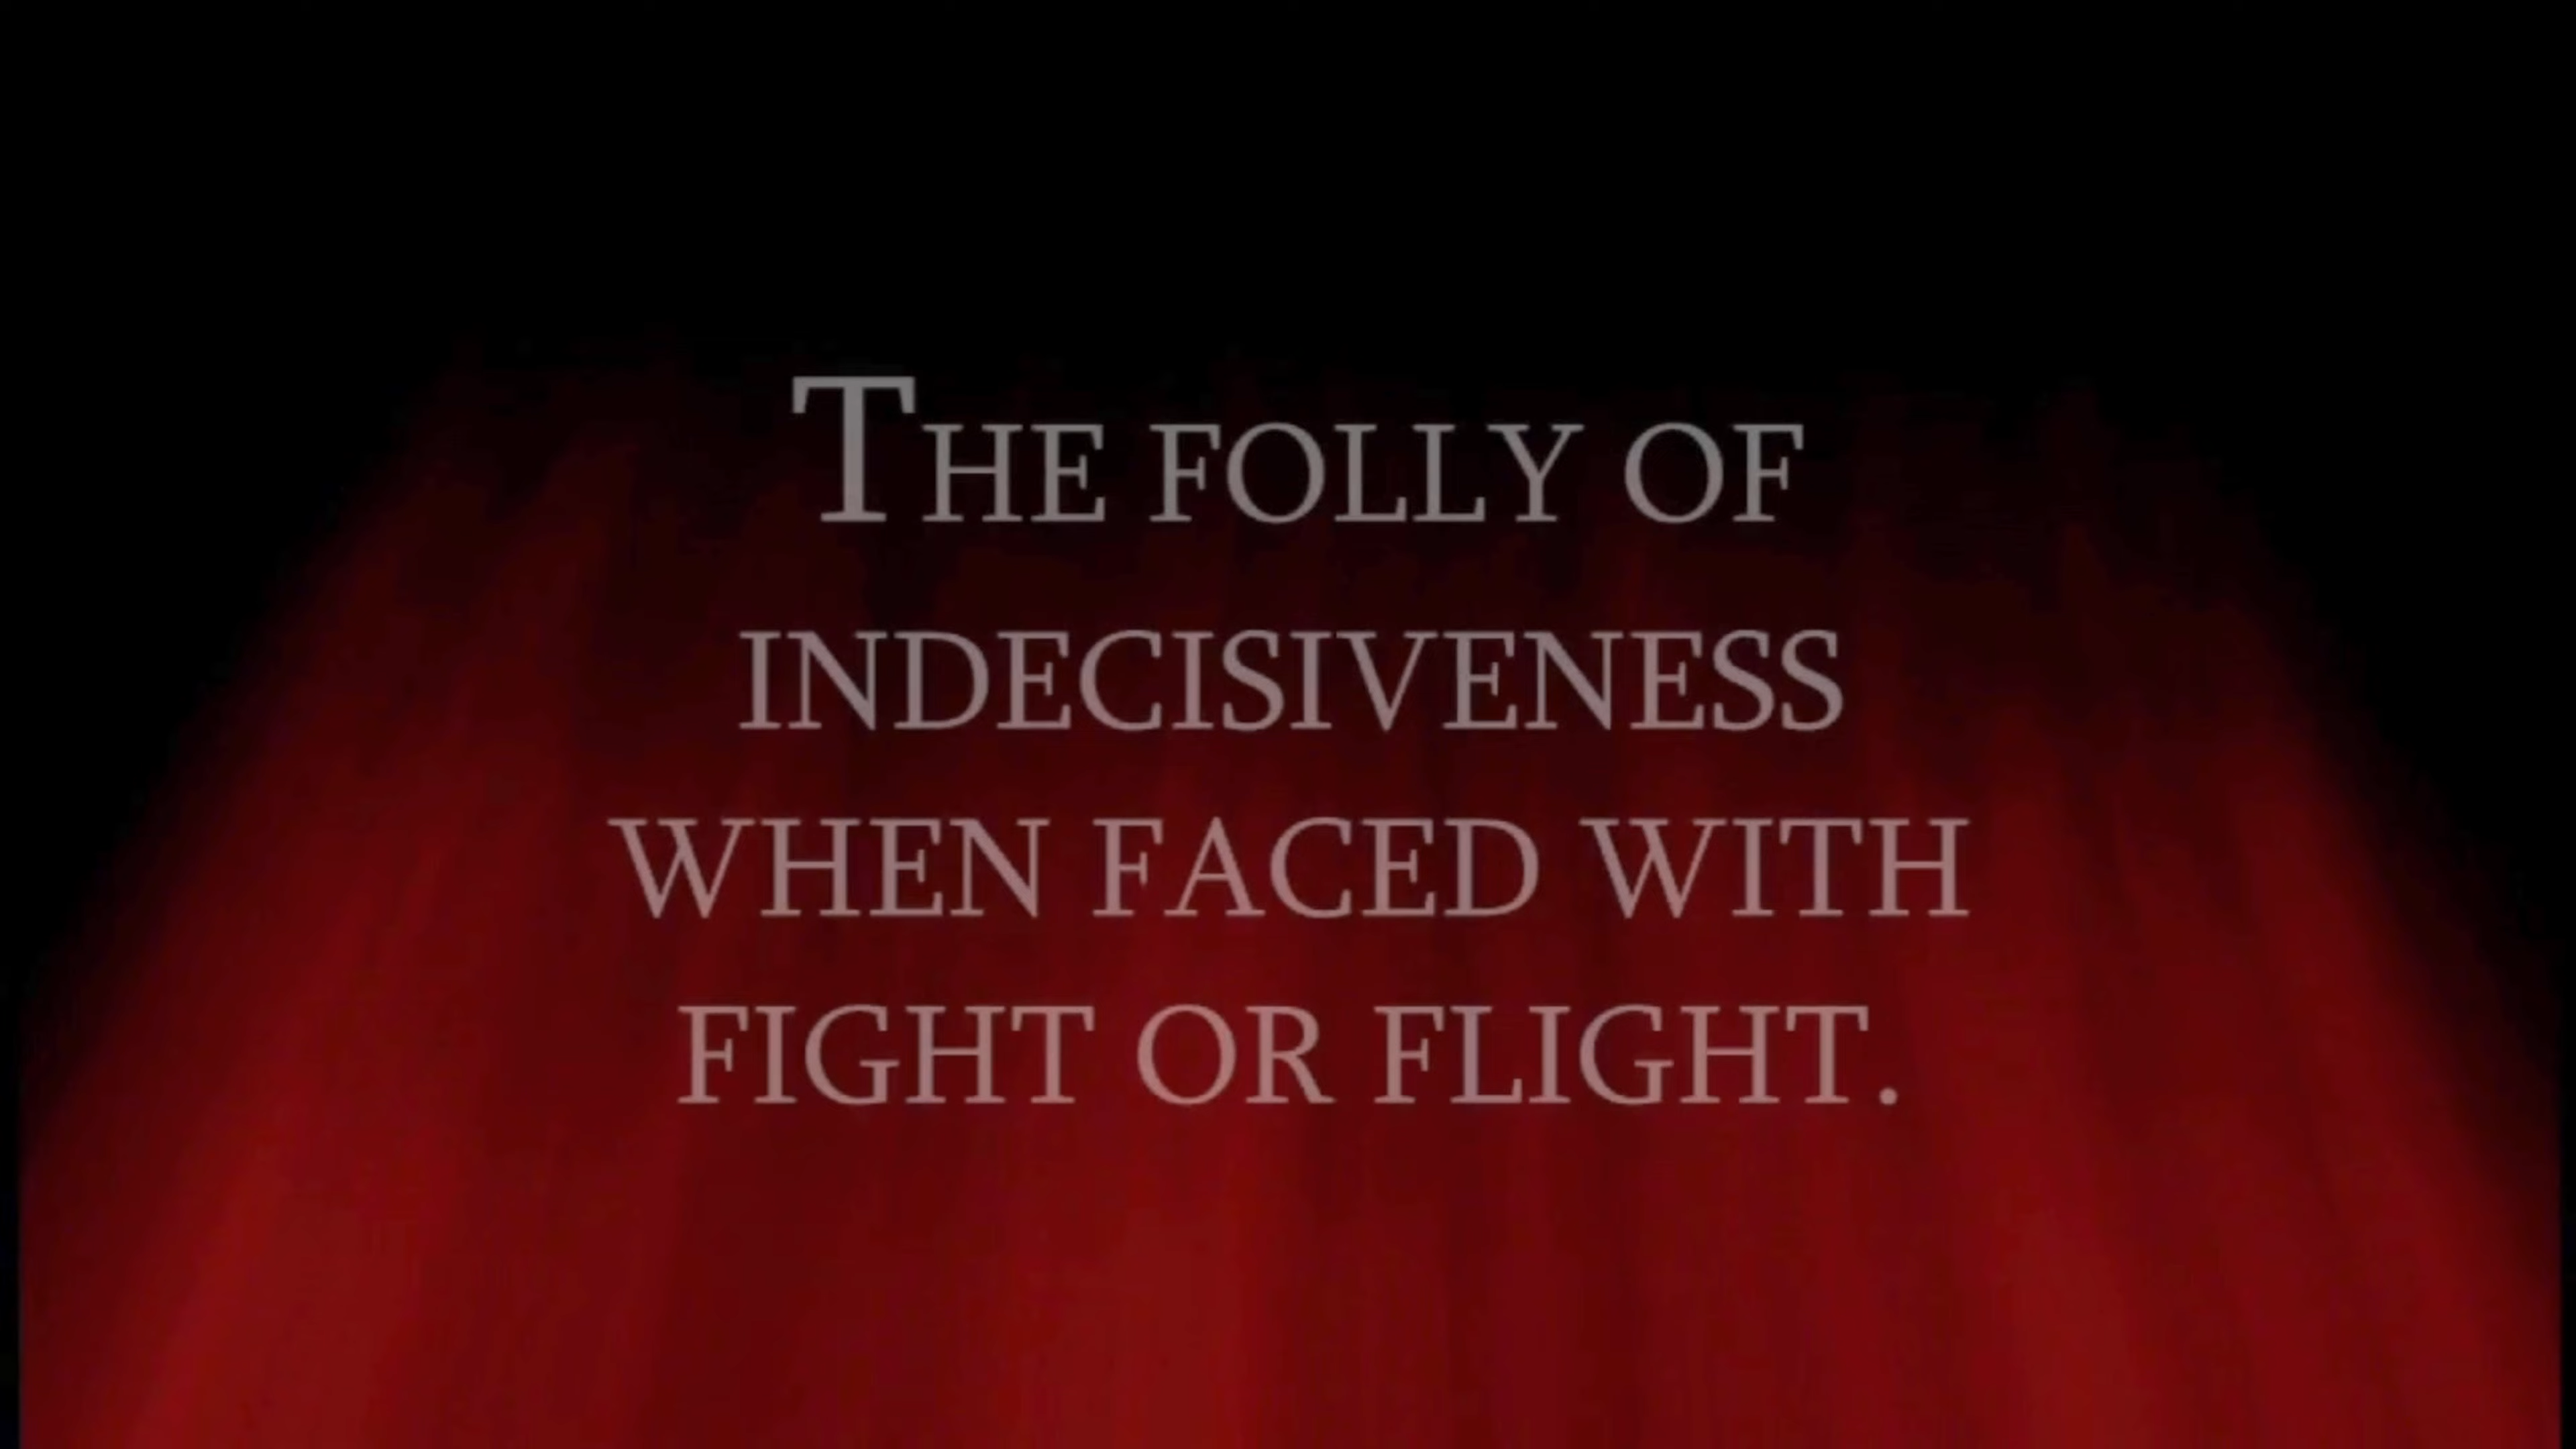 The folly of
indecisiveness
when faced with
fight or flight.